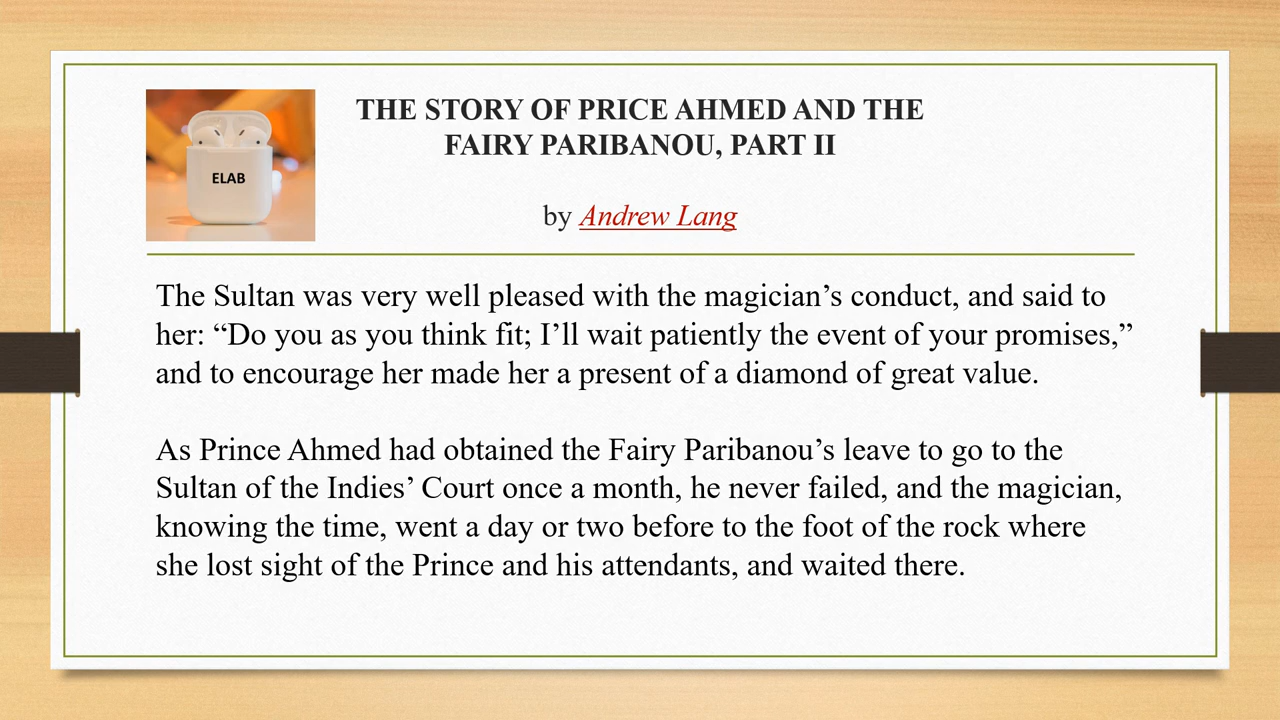 ELAB
THE STORY OF PRICE AHMED AND THE
FAIRY PARIBANOU, PART II
by Andrew Lang
The Sultan was very well pleased with the magician’s conduct, and said to
her: “Do you as you think fit; I’ll wait patiently the event of your promises,”
and to encourage her made her a present of a diamond of great value.
As Prince Ahmed had obtained the Fairy Paribanou’s leave to go to the
Sultan of the Indies’ Court once a month, he never failed, and the magician,
knowing the time, went a day or two before to the foot of the rock where
she lost sight of the Prince and his attendants, and waited there.